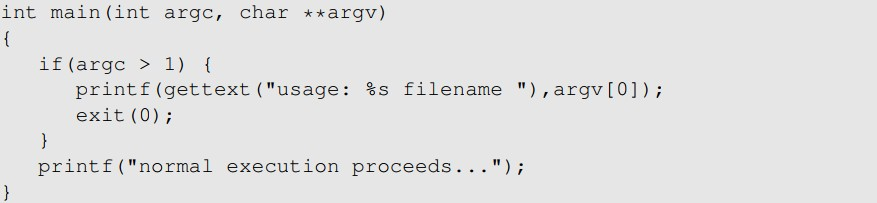 int main(int argc, char **argv)
{
if(argc > 1) {
printf(gettext("usage: %s filename "),argv[0]);
exit(0);
}
printf("normal execution proceeds...");
}